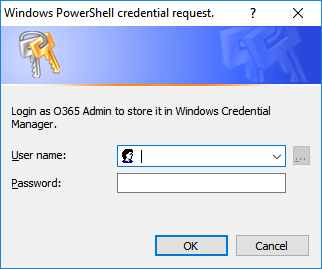 Windows PowerShell credential request. ? ×
Login as O365 Admin to store it in Windows Credential
Manager.
User name:
...
Password:
OK Cancel